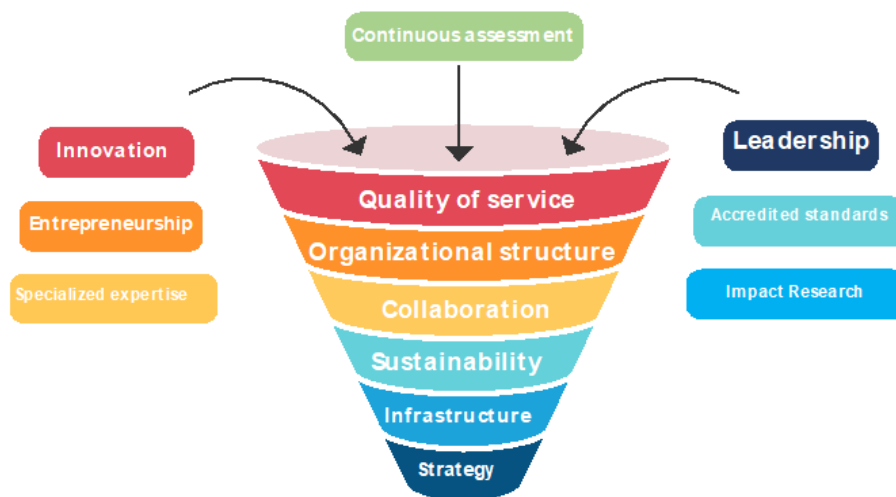 Continuous assessment
Innovation
Entrepreneurship
Specialized expertise
Leadership
Accredited standards
Impact Research
Quality of service
Organizational structure
Collaboration
Sustainability
Infrastructure
Strategy